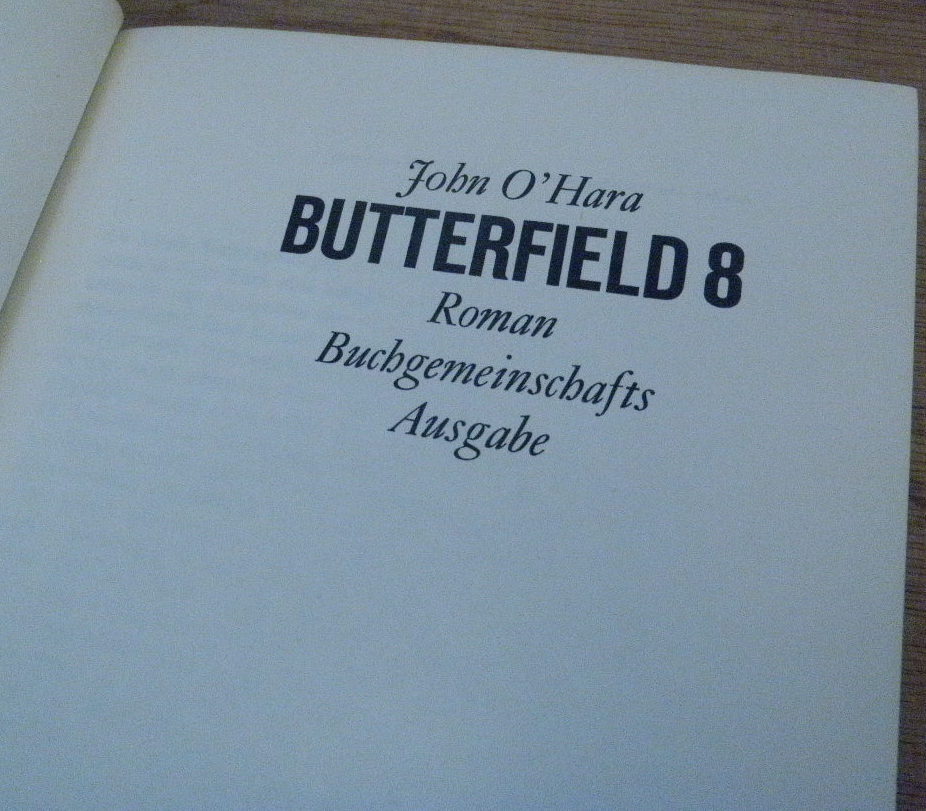 John O'Hara
BUTTERFIELD 8
Roman
Buchgemeinschafts
Ausgabe